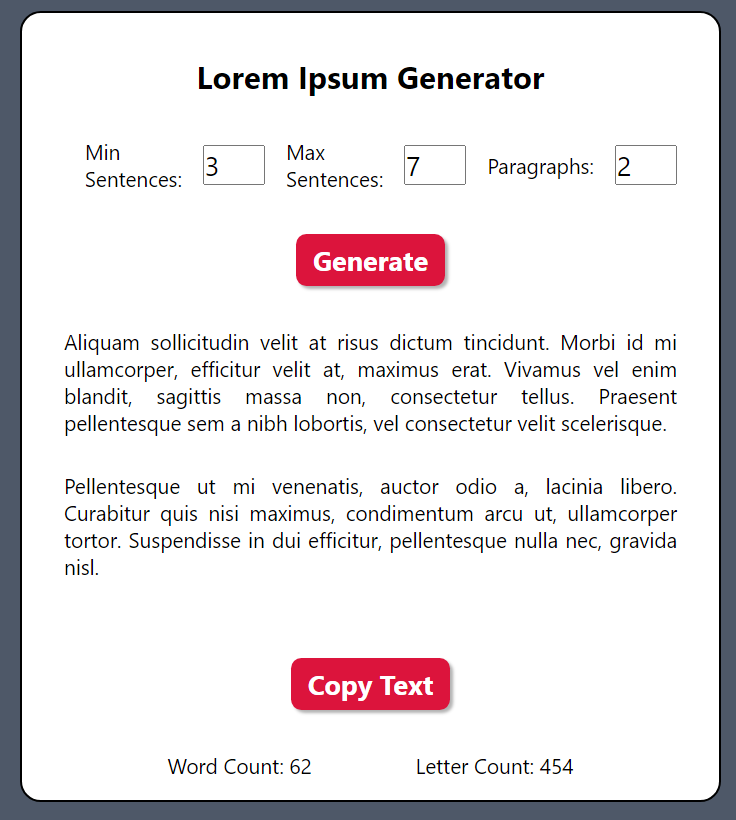 Lorem Ipsum Generator
Min Sentences: 3 Max Sentences: 7 Paragraphs: 2
Generate
Aliquam sollicitudin velit at risus dictum tincidunt. Morbi id mi
ullamcorper, efficitur velit at, maximus erat. Vivamus vel enim
blandit, sagittis massa non, consectetur tellus. Praesent
pellentesque sem a nibh lobortis, vel consectetur velit scelerisque.
Pellentesque ut mi venenatis, auctor odio a, lacinia libero.
Curabitur quis nisi maximus, condimentum arcu ut, ullamcorper
tortor. Suspendisse in dui efficitur, pellentesque nulla nec, gravida
nisl.
Copy Text
Word Count: 62 Letter Count: 454